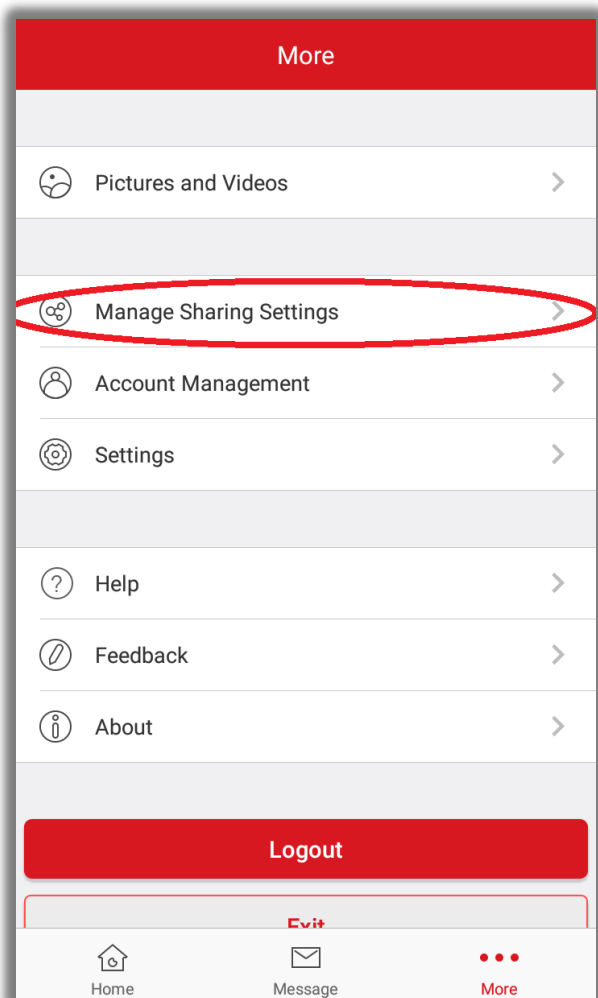 More
Pictures and Videos
Manage Sharing Settings
Account Management
Settings
Help
Feedback
About
Logout
Exit
Home
Message
More